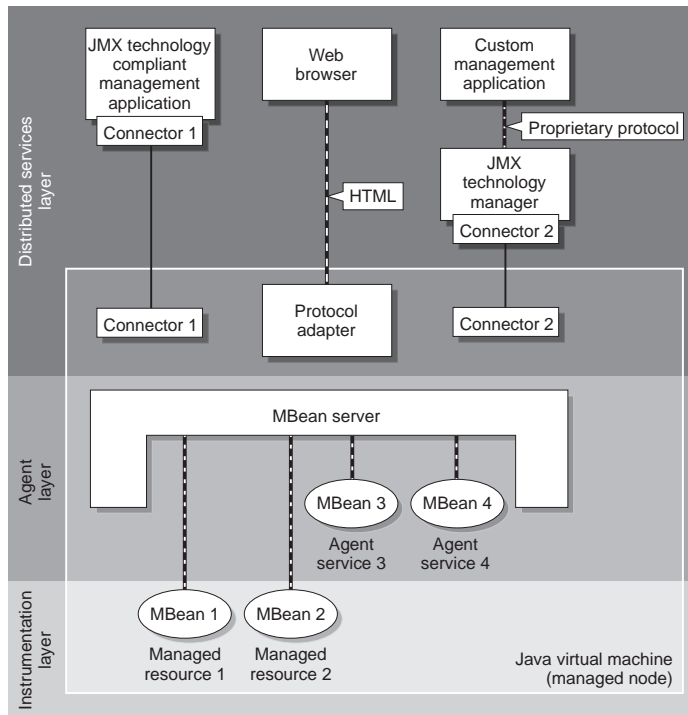 Distributed services
layer
JMX technology
compliant
management
application
Connector 1
Web
browser
Custom
management
application
Proprietary protocol
HTML
JMX
technology
manager
Connector 2
Connector 1
Protocol
adapter
Connector 2
Agent
layer
MBean server
MBean 3
MBean 4
Agent
service 3
Agent
service 4
Instrumentation
layer
MBean 1
MBean 2
Managed
resource 1
Managed
resource 2
Java virtual machine
(managed node)